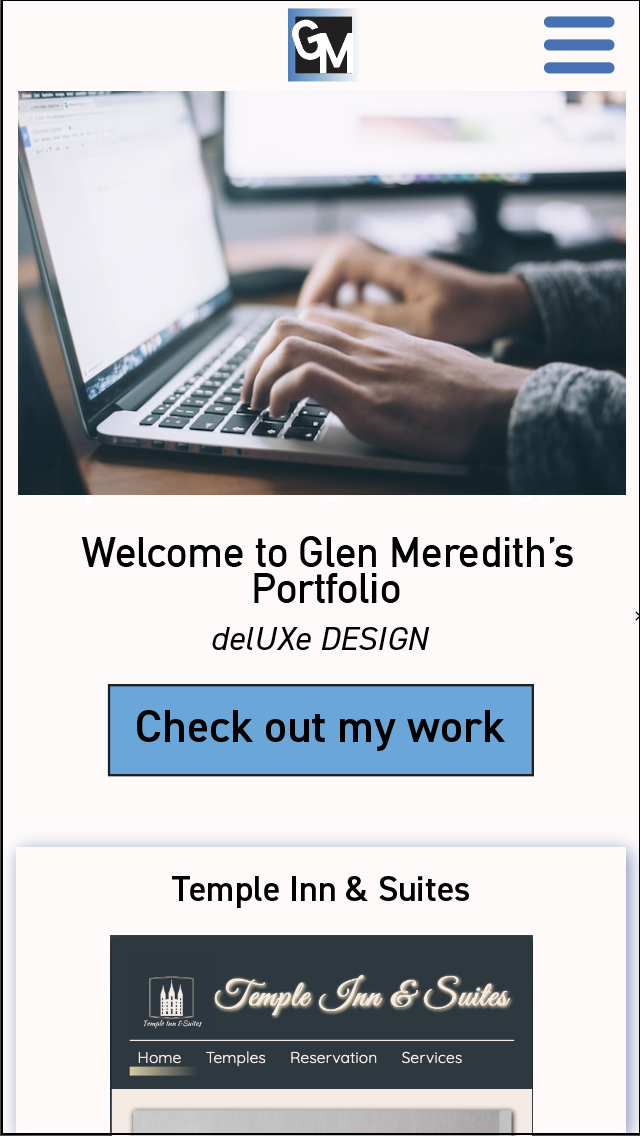 GM
Welcome to Glen Meredith's
Portfolio
delUXe DESIGN
Check out my work
Temple Inn & Suites
Temple Inn & Suites
Temple Inn & Suites
Home Temples Reservation Services